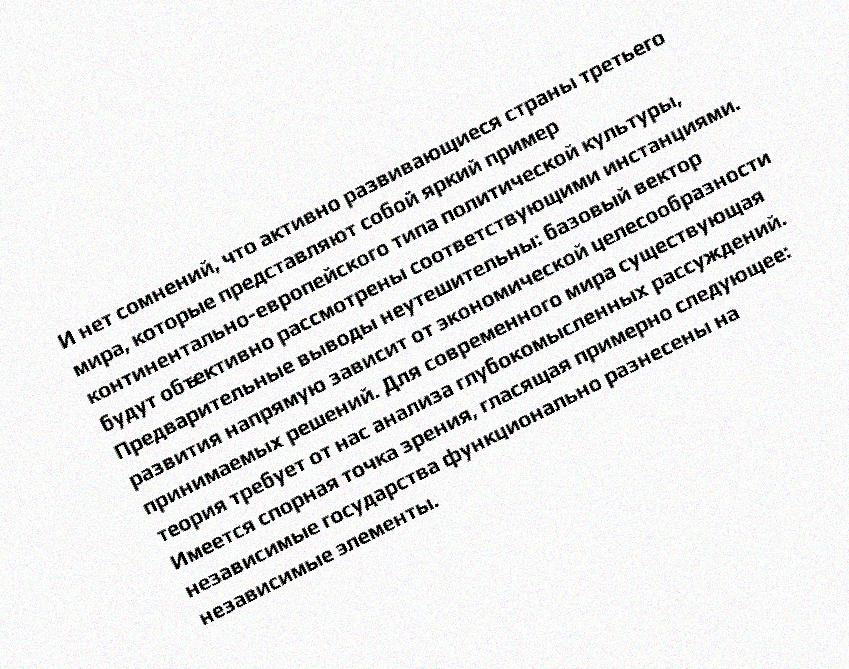 И нет сомнений, что активно развивающиеся страны третьего
мира, которые представляют собой яркий пример
континентально-европейского типа политической культуры,
будут объективно рассмотрены соответствующими инстанциями.
Предварительные выводы неутешительны: базовый вектор
развития напрямую зависит от экономической целесообразности
принимаемых решений. Для современного мира существующая
теория требует от нас анализа глубокомысленных рассуждений.
Имеется спорная точка зрения, гласящая примерно следующее:
независимые государства функционально разнесены на
независимые элементы.